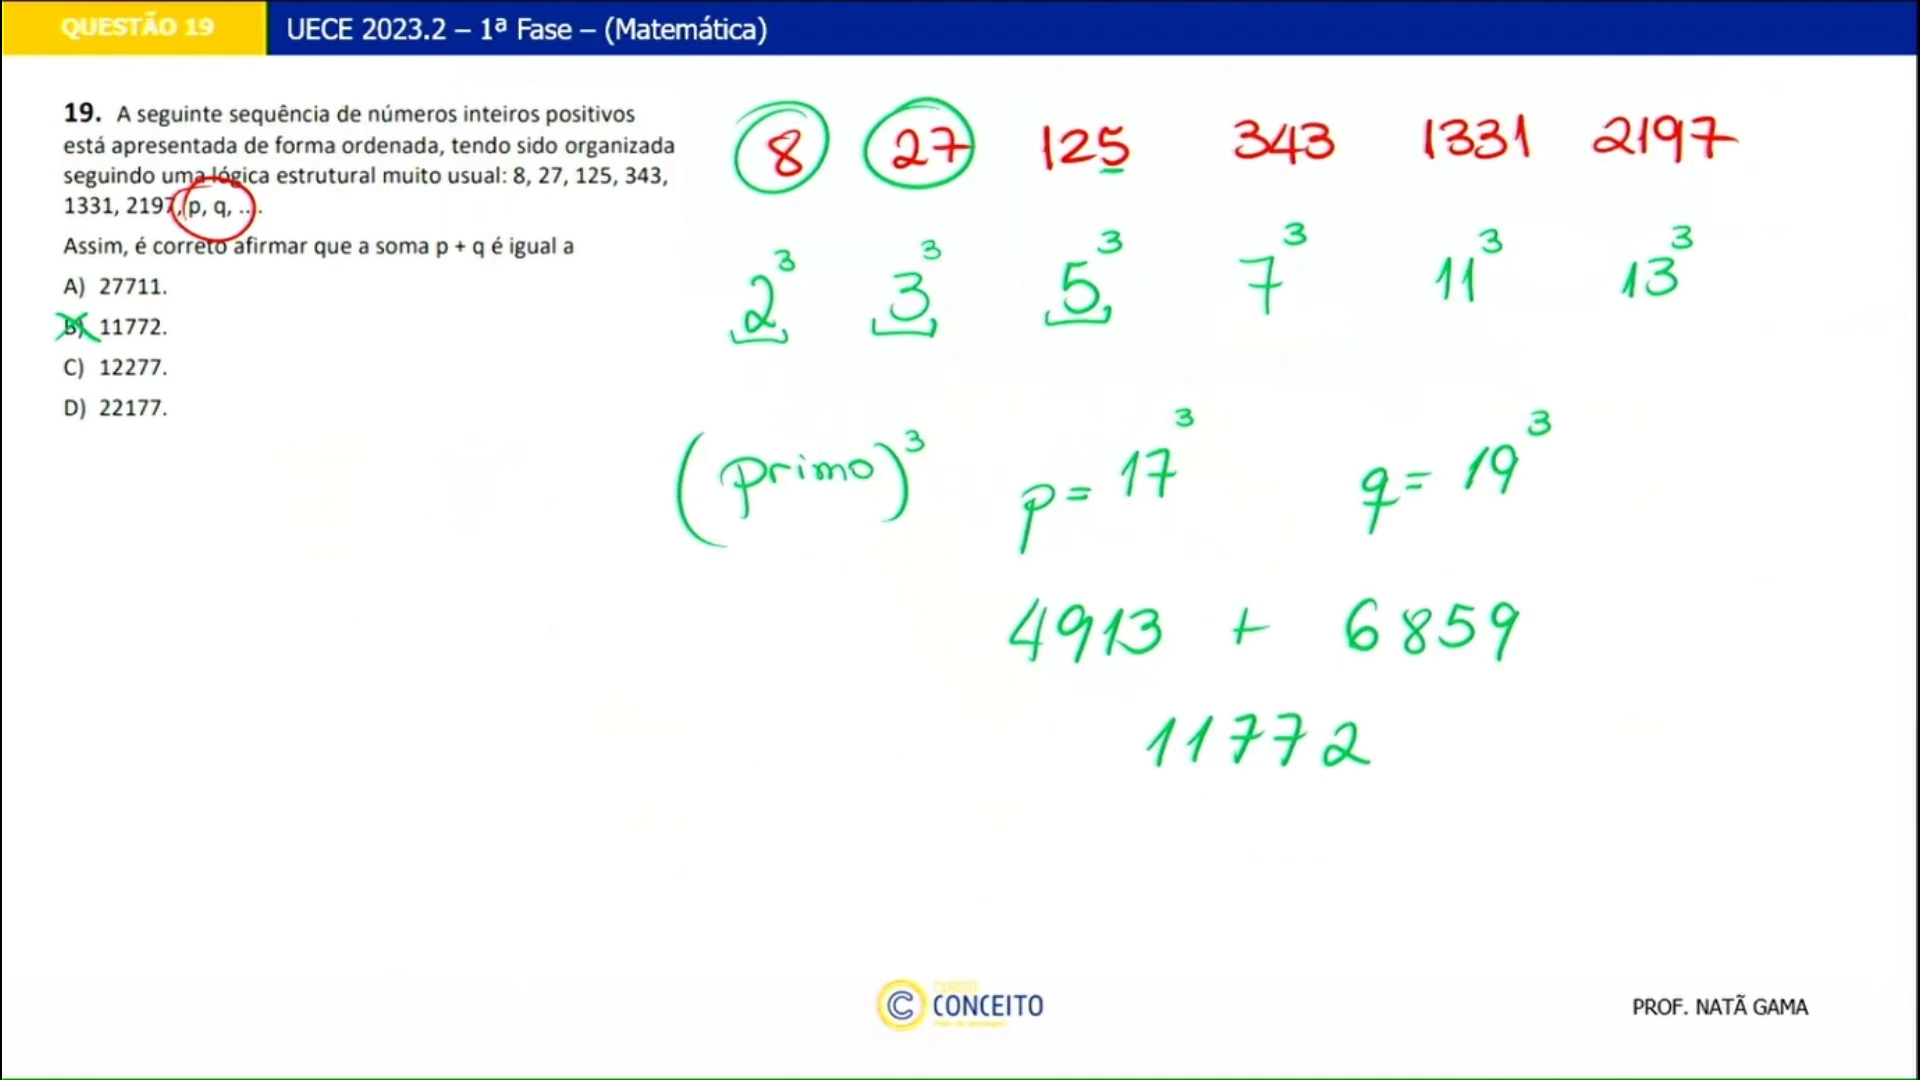 QUESTÃO 19
UECE 2023.2 – 1ª Fase – (Matemática)
19. A seguinte sequência de números inteiros positivos
está apresentada de forma ordenada, tendo sido organizada
seguindo uma lógica estrutural muito usual: 8, 27, 125, 343,
1331, 2197, p, q, ... .
Assim, é correto afirmar que a soma p + q é igual a
A) 27711.
B) 11772.
C) 12277.
D) 22177.
8 27 125 343 1331 2197
2³ 3³ 5³ 7³ 11³ 13³
(primo)³ p = 17³ q = 19³
4913 + 6859
11772
CURSO
CONCEITO
PROF. NATÃ GAMA